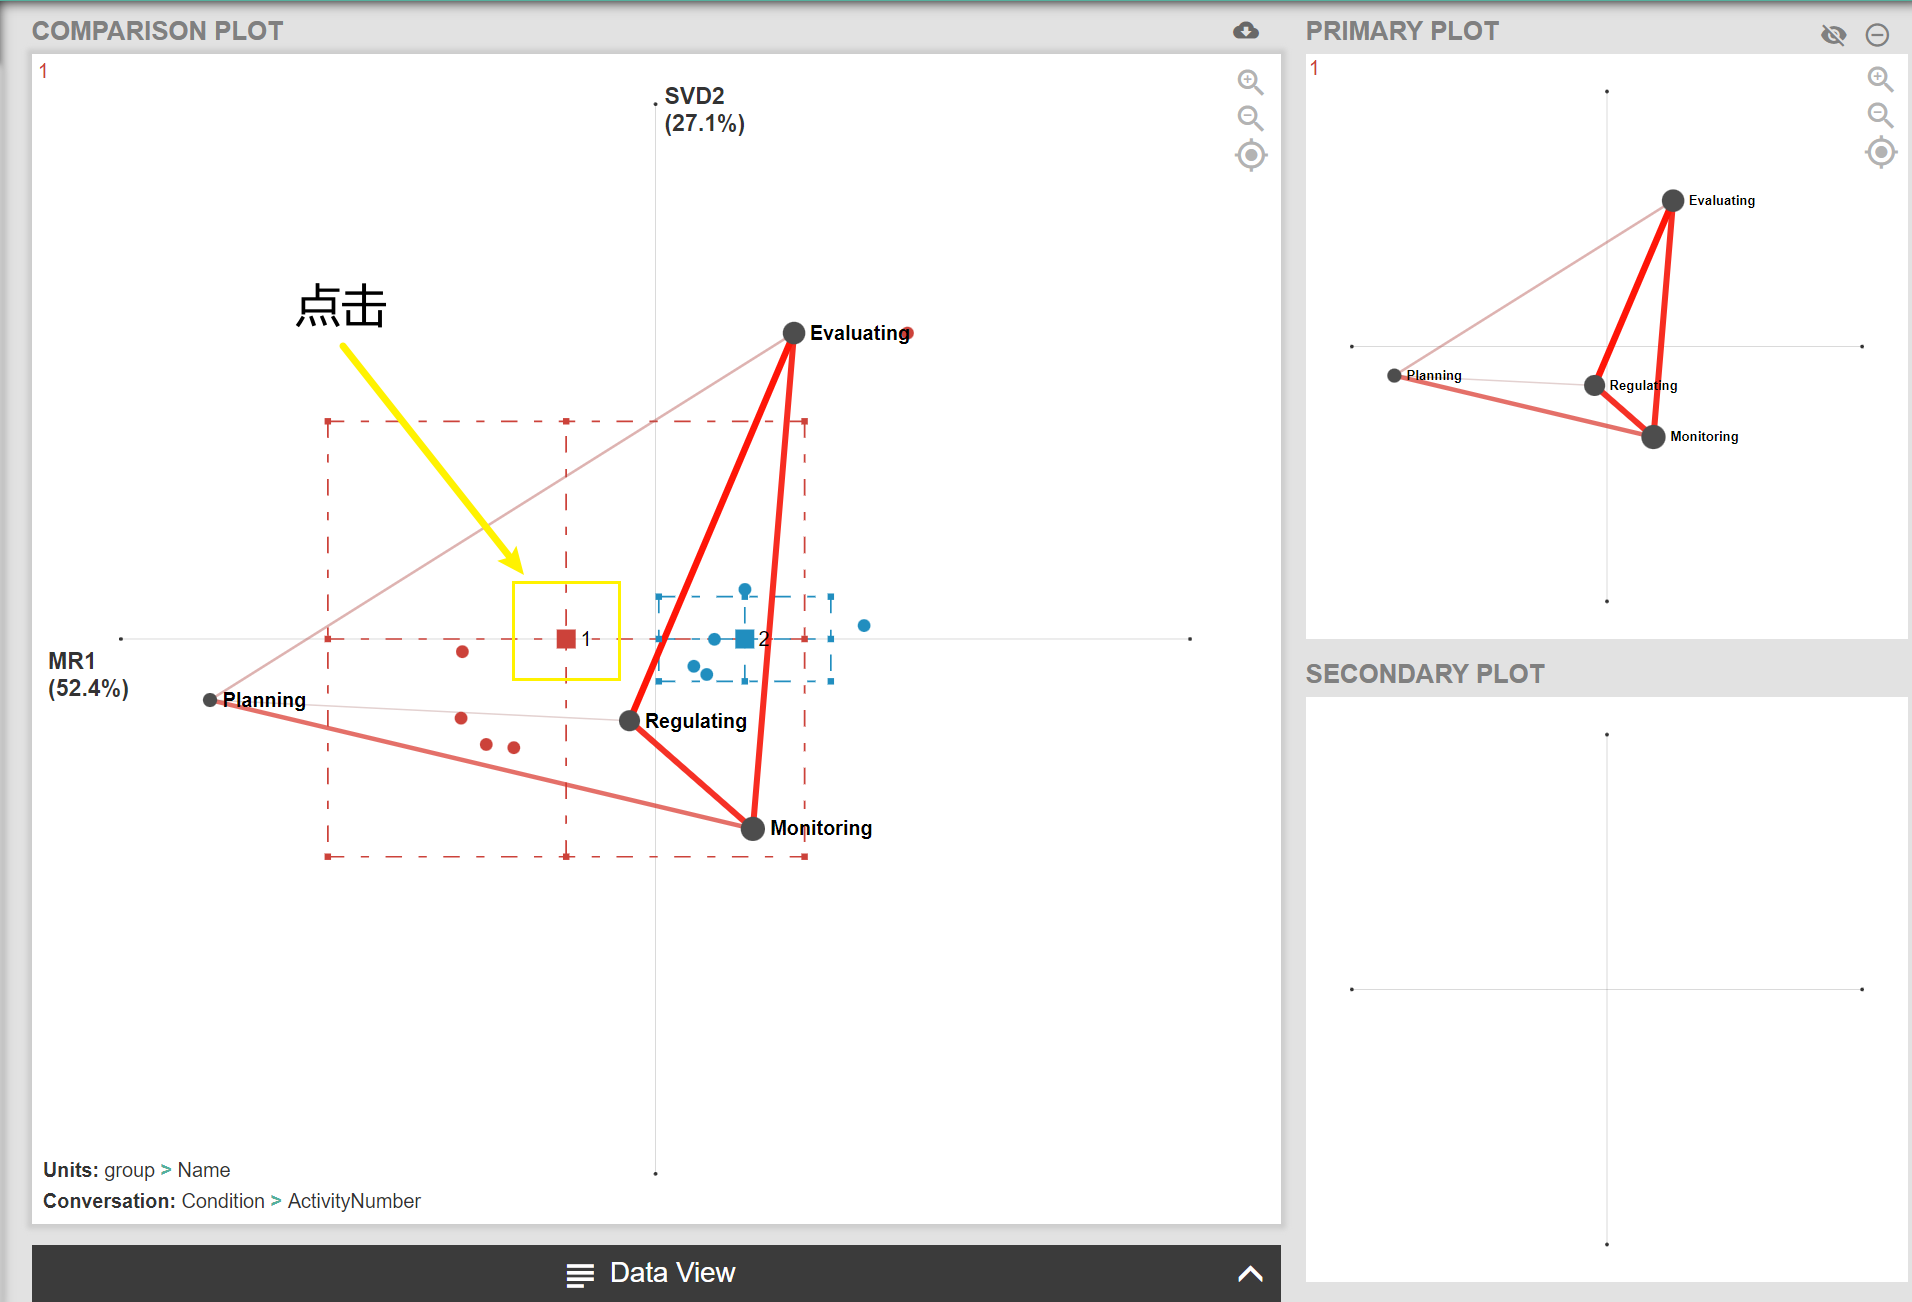 COMPARISON PLOT
1
SVD2
(27.1%)
点击
Evaluating
1
2
MR1
(52.4%)
Planning
Regulating
Monitoring
Units: group > Name
Conversation: Condition > ActivityNumber
Data View
PRIMARY PLOT
1
Evaluating
Planning
Regulating
Monitoring
SECONDARY PLOT